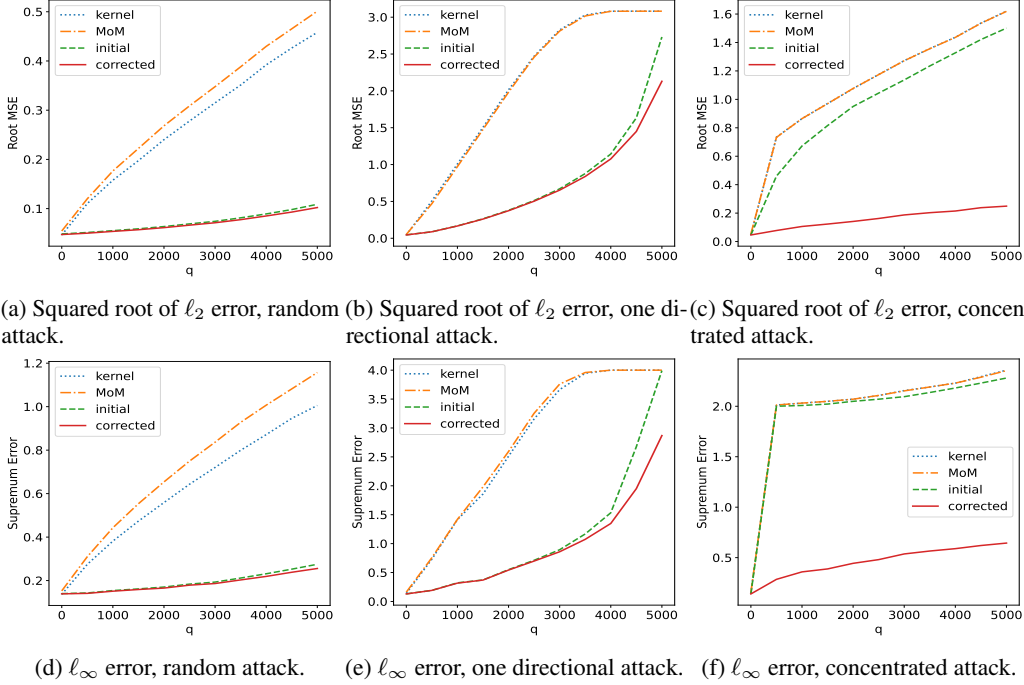 0.5
0.4
0.3
0.2
0.1
Root MSE
kernel
MoM
initial
corrected
0 1000 2000 3000 4000 5000
q
3.0
2.5
2.0
1.5
1.0
0.5
0.0
Root MSE
kernel
MoM
initial
corrected
0 1000 2000 3000 4000 5000
q
1.6
1.4
1.2
1.0
0.8
0.6
0.4
0.2
0.0
Root MSE
kernel
MoM
initial
corrected
0 1000 2000 3000 4000 5000
q
(a) Squared root of ℓ2 error, random
attack.
(b) Squared root of ℓ2 error, one di-
rectional attack.
(c) Squared root of ℓ2 error, concen
trated attack.
1.2
1.0
0.8
0.6
0.4
0.2
Supremum Error
kernel
MoM
initial
corrected
0 1000 2000 3000 4000 5000
q
4.0
3.5
3.0
2.5
2.0
1.5
1.0
0.5
0.0
Supremum Error
kernel
MoM
initial
corrected
0 1000 2000 3000 4000 5000
q
2.0
1.5
1.0
0.5
Supremum Error
kernel
MoM
initial
corrected
0 1000 2000 3000 4000 5000
q
(d) ℓ∞ error, random attack.
(e) ℓ∞ error, one directional attack.
(f) ℓ∞ error, concentrated attack.